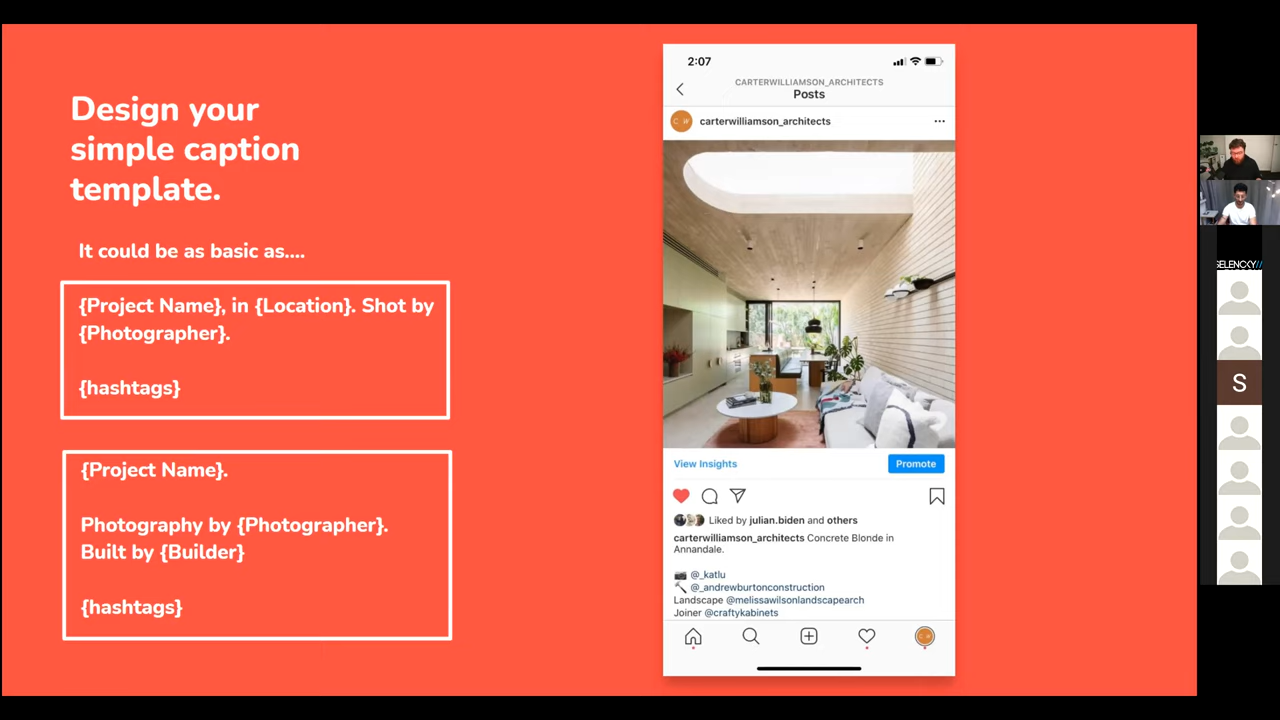 Design your
simple caption
template.
It could be as basic as....
{Project Name}, in {Location}. Shot by
{Photographer}.
{hashtags}
{Project Name}.
Photography by {Photographer}.
Built by {Builder}
{hashtags}
2:07
CARTERWILLIAMSON_ARCHITECTS
Posts
C W
carterwilliamson_architects
View Insights
Promote
Liked by julian.biden and others
carterwilliamson_architects Concrete Blonde in
Annandale.
@_katlu
@_andrewburtonconstruction
Landscape @melissawilsonlandscapearch
Joiner @craftykabinets
SELENCKY//
S